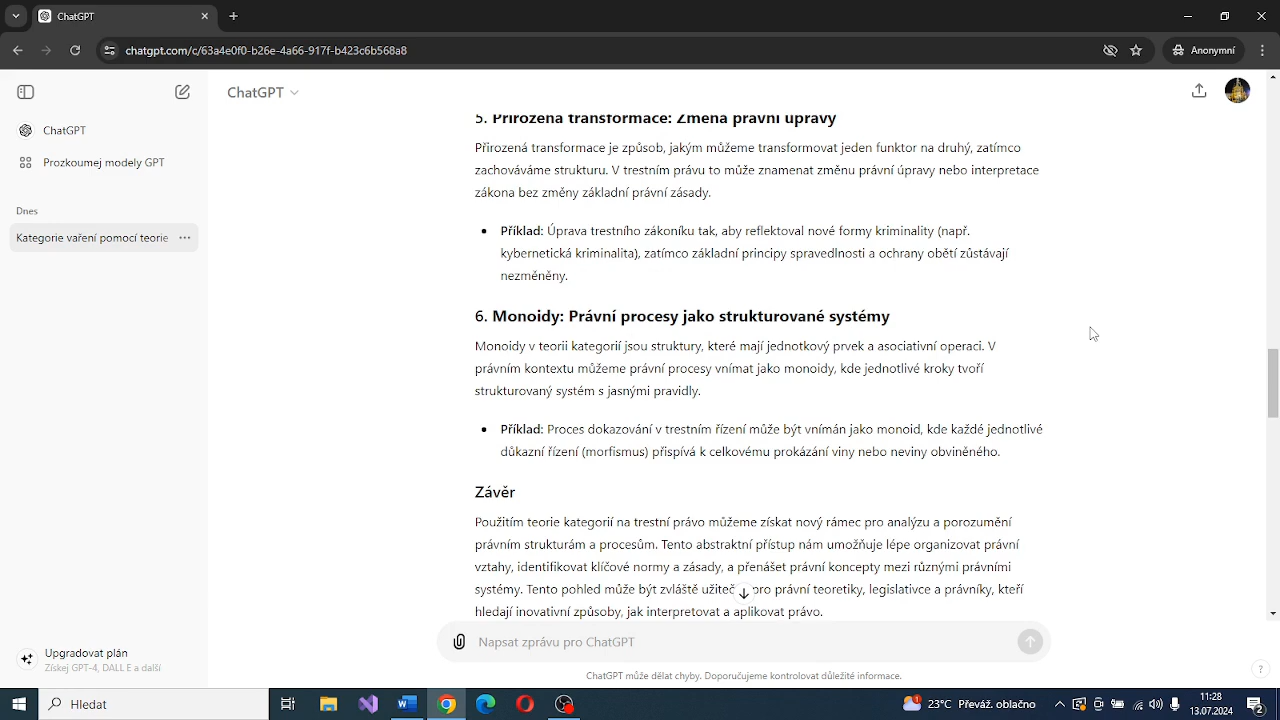 ChatGPT
chatgpt.com/c/63a4e0f0-b26e-4a66-917f-b423c6b568a8
Anonymní
ChatGPT
ChatGPT
Prozkoumej modely GPT
Dnes
Kategorie vaření pomocí teorie
5. Přirozená transformace: Změna právní úpravy
Přirozená transformace je způsob, jakým můžeme transformovat jeden funktor na druhý, zatímco
zachováváme strukturu. V trestním právu to může znamenat změnu právní úpravy nebo interpretace
zákona bez změny základní právní zásady.
• Příklad: Úprava trestního zákoníku tak, aby reflektoval nové formy kriminality (např.
kybernetická kriminalita), zatímco základní principy spravedlnosti a ochrany obětí zůstávají
nezměněny.
6. Monoidy: Právní procesy jako strukturované systémy
Monoidy v teorii kategorií jsou struktury, které mají jednotkový prvek a asociativní operaci. V
právním kontextu můžeme právní procesy vnímat jako monoidy, kde jednotlivé kroky tvoří
strukturovaný systém s jasnými pravidly.
• Příklad: Proces dokazování v trestním řízení může být vnímán jako monoid, kde každé jednotlivé
důkazní řízení (morfismus) přispívá k celkovému prokázání viny nebo neviny obviněného.
Závěr
Použitím teorie kategorií na trestní právo můžeme získat nový rámec pro analýzu a porozumění
právním strukturám a procesům. Tento abstraktní přístup nám umožňuje lépe organizovat právní
vztahy, identifikovat klíčové normy a zásady, a přenášet právní koncepty mezi různými právními
systémy. Tento pohled může být zvláště užiteč pro právní teoretiky, legislativce a právníky, kteří
hledají inovativní způsoby, jak interpretovat a aplikovat právo.
Napsat zprávu pro ChatGPT
ChatGPT může dělat chyby. Doporučujeme kontrolovat důležité informace.
?
Upgradovat plán
Získej GPT-4, DALL E a další
Hledat
1
23°C Převáž. oblačno
11:28
13.07.2024
2